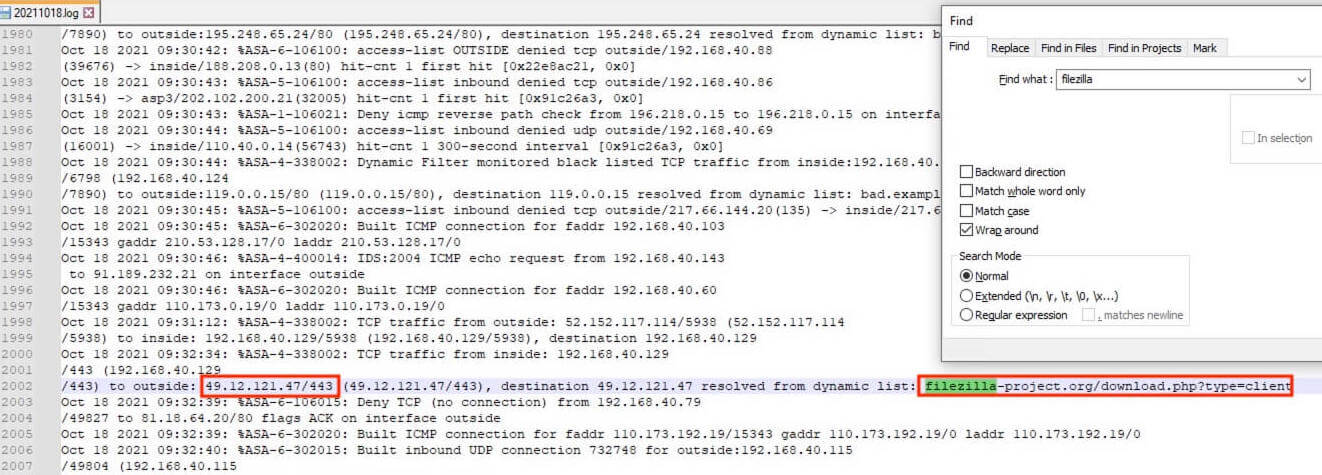 20211018.log
1980 /7890) to outside:195.248.65.24/80 (195.248.65.24/80), destination 195.248.65.24 resolved from dynamic list: b
1981 Oct 18 2021 09:30:42: %ASA-6-106100: access-list OUTSIDE denied tcp outside/192.168.40.88
1982 (39676) -> inside/188.208.0.13(80) hit-cnt 1 first hit [0x22e8ac21, 0x0]
1983 Oct 18 2021 09:30:43: %ASA-5-106100: access-list inbound denied tcp outside/192.168.40.86
1984 (3154) -> asp3/202.102.200.21(32005) hit-cnt 1 first hit [0x91c26a3, 0x0]
1985 Oct 18 2021 09:30:43: %ASA-1-106021: Deny icmp reverse path check from 196.218.0.15 to 196.218.0.15 on interfa
1986 Oct 18 2021 09:30:44: %ASA-5-106100: access-list inbound denied udp outside/192.168.40.69
1987 (16001) -> inside/110.40.0.14(56743) hit-cnt 1 300-second interval [0x91c26a3, 0x0]
1988 Oct 18 2021 09:30:44: %ASA-4-338002: Dynamic Filter monitored black listed TCP traffic from inside:192.168.40.
1989 /6798 (192.168.40.124
1990 /7890) to outside:119.0.0.15/80 (119.0.0.15/80), destination 119.0.0.15 resolved from dynamic list: bad.examp
1991 Oct 18 2021 09:30:45: %ASA-5-106100: access-list inbound denied tcp outside/217.66.144.20(135) -> inside/217.6
1992 Oct 18 2021 09:30:45: %ASA-6-302020: Built ICMP connection for faddr 192.168.40.103
1993 /15343 gaddr 210.53.128.17/0 laddr 210.53.128.17/0
1994 Oct 18 2021 09:30:46: %ASA-4-400014: IDS:2004 ICMP echo request from 192.168.40.143
1995 to 91.189.232.21 on interface outside
1996 Oct 18 2021 09:30:46: %ASA-6-302020: Built ICMP connection for faddr 192.168.40.60
1997 /15343 gaddr 110.173.0.19/0 laddr 110.173.0.19/0
1998 Oct 18 2021 09:31:12: %ASA-4-338002: TCP traffic from outside: 52.152.117.114/5938 (52.152.117.114
1999 /5938) to inside: 192.168.40.129/5938 (192.168.40.129/5938), destination 192.168.40.129
2000 Oct 18 2021 09:32:34: %ASA-4-338002: TCP traffic from inside: 192.168.40.129
2001 /443 (192.168.40.129
2002 /443) to outside: 49.12.121.47/443 (49.12.121.47/443), destination 49.12.121.47 resolved from dynamic list: filezilla-project.org/download.php?type=client
2003 Oct 18 2021 09:32:39: %ASA-6-106015: Deny TCP (no connection) from 192.168.40.79
2004 /49827 to 81.18.64.20/80 flags ACK on interface outside
2005 Oct 18 2021 09:32:39: %ASA-6-302020: Built ICMP connection for faddr 110.173.192.19/15343 gaddr 110.173.192.19/0 laddr 110.173.192.19/0
2006 Oct 18 2021 09:32:40: %ASA-6-302015: Built inbound UDP connection 732748 for outside:192.168.40.115
2007 /49804 (192.168.40.115
Find
Find Replace Find in Files Find in Projects Mark
Find what : filezilla
In selection
Backward direction
Match whole word only
Match case
Wrap around
Search Mode
Normal
Extended (\n, \r, \t, \0, \x...)
Regular expression . matches newline